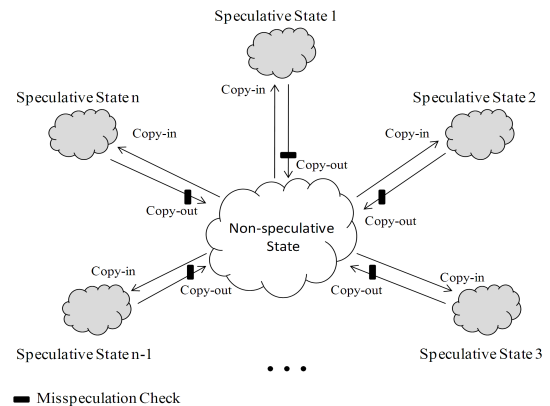 Speculative State 1
Copy-in
Speculative State n
Speculative State 2
Copy-in
Copy-in
Copy-out
Copy-out
Copy-out
Non-speculative
State
Copy-in
Copy-in
Copy-out
Copy-out
Speculative State n-1
Speculative State 3
• • •
Misspeculation Check